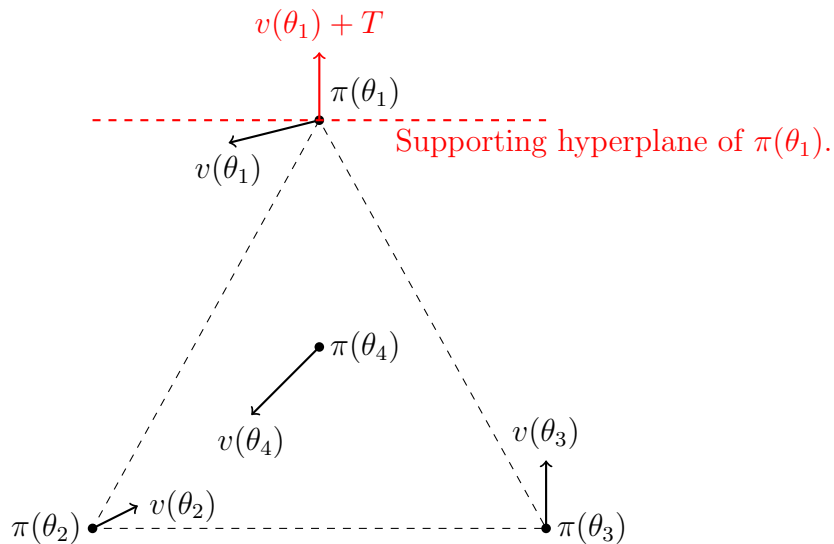 v(θ₁) + T
π(θ₁)
Supporting hyperplane of π(θ₁).
v(θ₁)
π(θ₄)
v(θ₄)
v(θ₃)
v(θ₂)
π(θ₂)
π(θ₃)